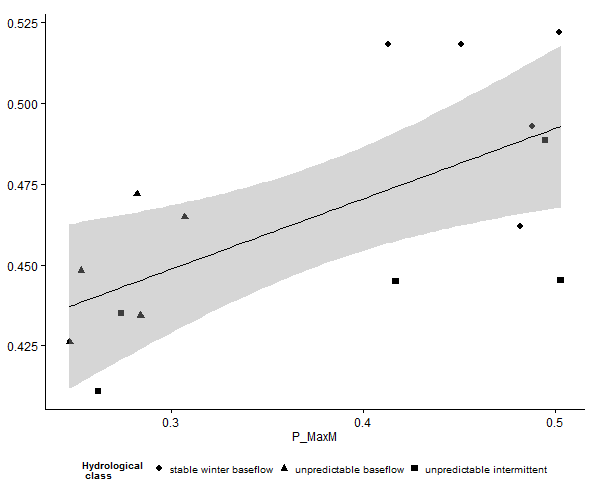 0.525
0.500
0.475
0.450
0.425
0.3 0.4 0.5
P_MaxM
Hydrological
class
stable winter baseflow unpredictable baseflow unpredictable intermittent